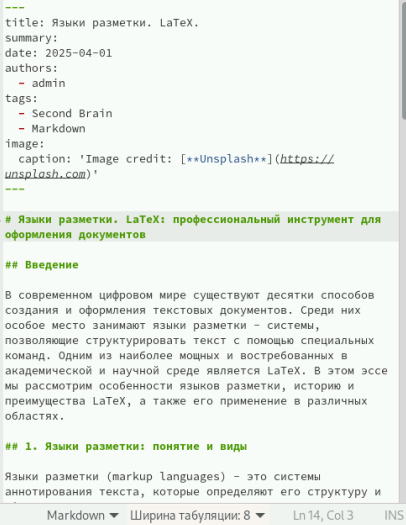 ---
title: Языки разметки. LaTeX.
summary:
date: 2025-04-01
authors:
  - admin
tags:
  - Second Brain
  - Markdown
image:
  caption: 'Image credit: [**Unsplash**](https://
unsplash.com)'
---
# Языки разметки. LaTeX: профессиональный инструмент для
оформления документов
## Введение
В современном цифровом мире существуют десятки способов
создания и оформления текстовых документов. Среди них
особое место занимают языки разметки – системы,
позволяющие структурировать текст с помощью специальных
команд. Одним из наиболее мощных и востребованных в
академической и научной среде является LaTeX. В этом эссе
мы рассмотрим особенности языков разметки, историю и
преимущества LaTeX, а также его применение в различных
областях.
## 1. Языки разметки: понятие и виды
Языки разметки (markup languages) – это системы
аннотирования текста, которые определяют его структуру и
Markdown Ширина табуляции: 8 Ln 14, Col 3 INS